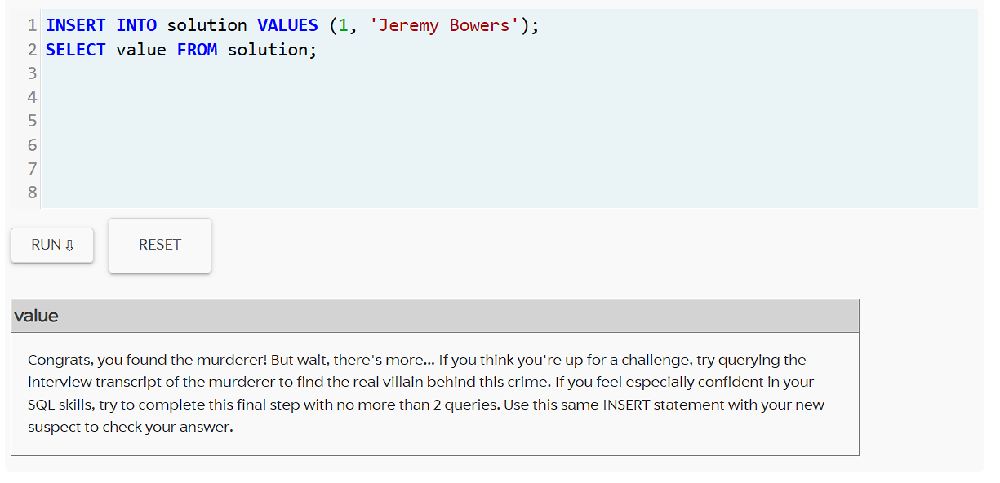 1 INSERT INTO solution VALUES (1, 'Jeremy Bowers');
2 SELECT value FROM solution;
3
4
5
6
7
8
RUN ⇩ RESET
value
Congrats, you found the murderer! But wait, there's more... If you think you're up for a challenge, try querying the
interview transcript of the murderer to find the real villain behind this crime. If you feel especially confident in your
SQL skills, try to complete this final step with no more than 2 queries. Use this same INSERT statement with your new
suspect to check your answer.